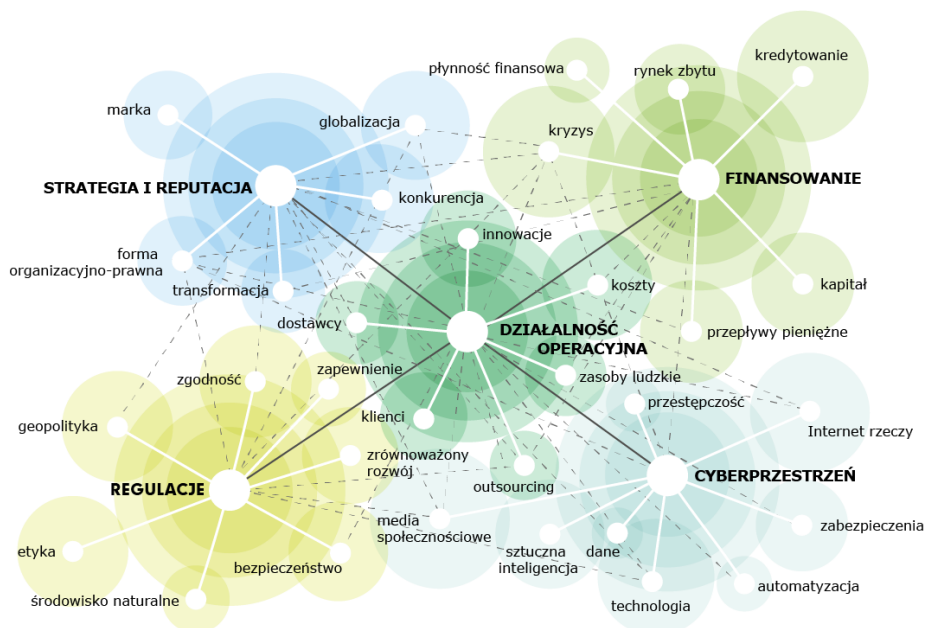 kredytowanie
płynność finansowa
rynek zbytu
marka
globalizacja
kryzys
STRATEGIA I REPUTACJA
FINANSOWANIE
konkurencja
innowacje
forma
organizacyjno-prawna
transformacja
koszty
kapitał
dostawcy
DZIAŁALNOŚĆ
OPERACYJNA
przepływy pieniężne
zgodność
zapewnienie
zasoby ludzkie
klienci
przestępczość
geopolityka
Internet rzeczy
zrównoważony
rozwój
REGULACJE
outsourcing
CYBERPRZESTRZEŃ
media
społecznościowe
zabezpieczenia
etyka
bezpieczeństwo
sztuczna
inteligencja
dane
środowisko naturalne
technologia
automatyzacja